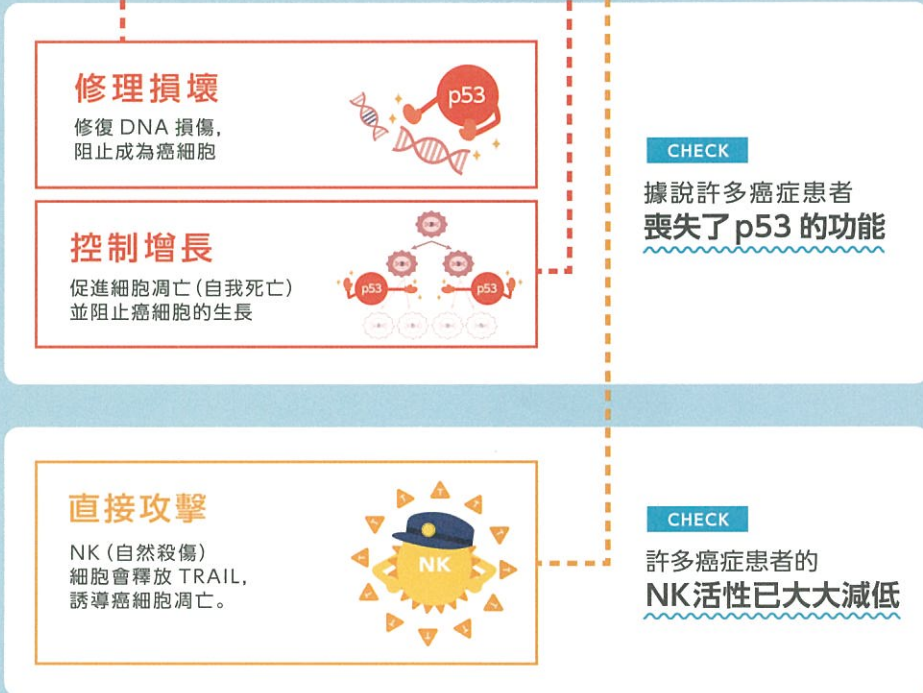 修理損壞
修復 DNA 損傷,
阻止成為癌細胞
p53
CHECK
據說許多癌症患者
喪失了p53 的功能
控制增長
促進細胞凋亡(自我死亡)
並阻止癌細胞的生長
p53
p53
直接攻擊
NK(自然殺傷)
細胞會釋放 TRAIL,
誘導癌細胞凋亡。
NK
T
T
T
T
T
T
T
T
T
T
T
T
T
CHECK
許多癌症患者的
NK活性已大大減低